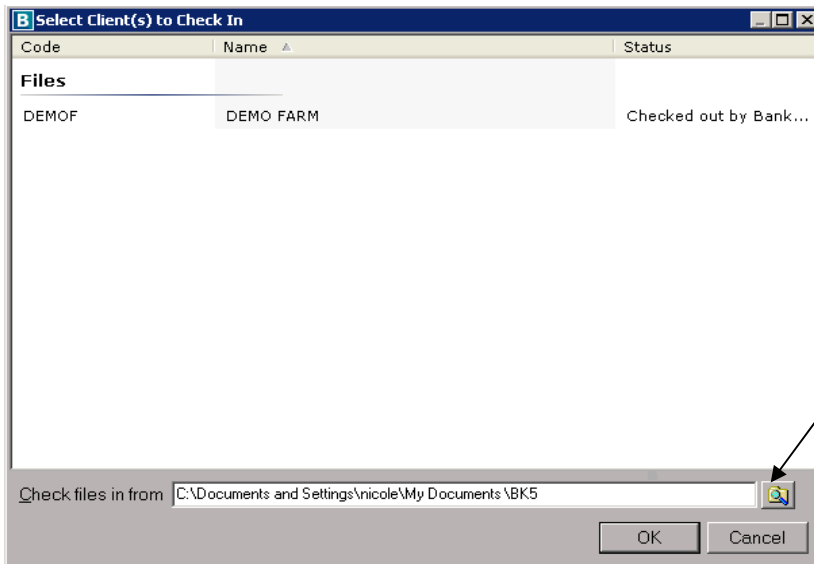 B Select Client(s) to Check In
Code Name Status
Files
DEMOF DEMO FARM Checked out by Bank...
Check files in from C:\Documents and Settings\nicole\My Documents\BK5
OK Cancel